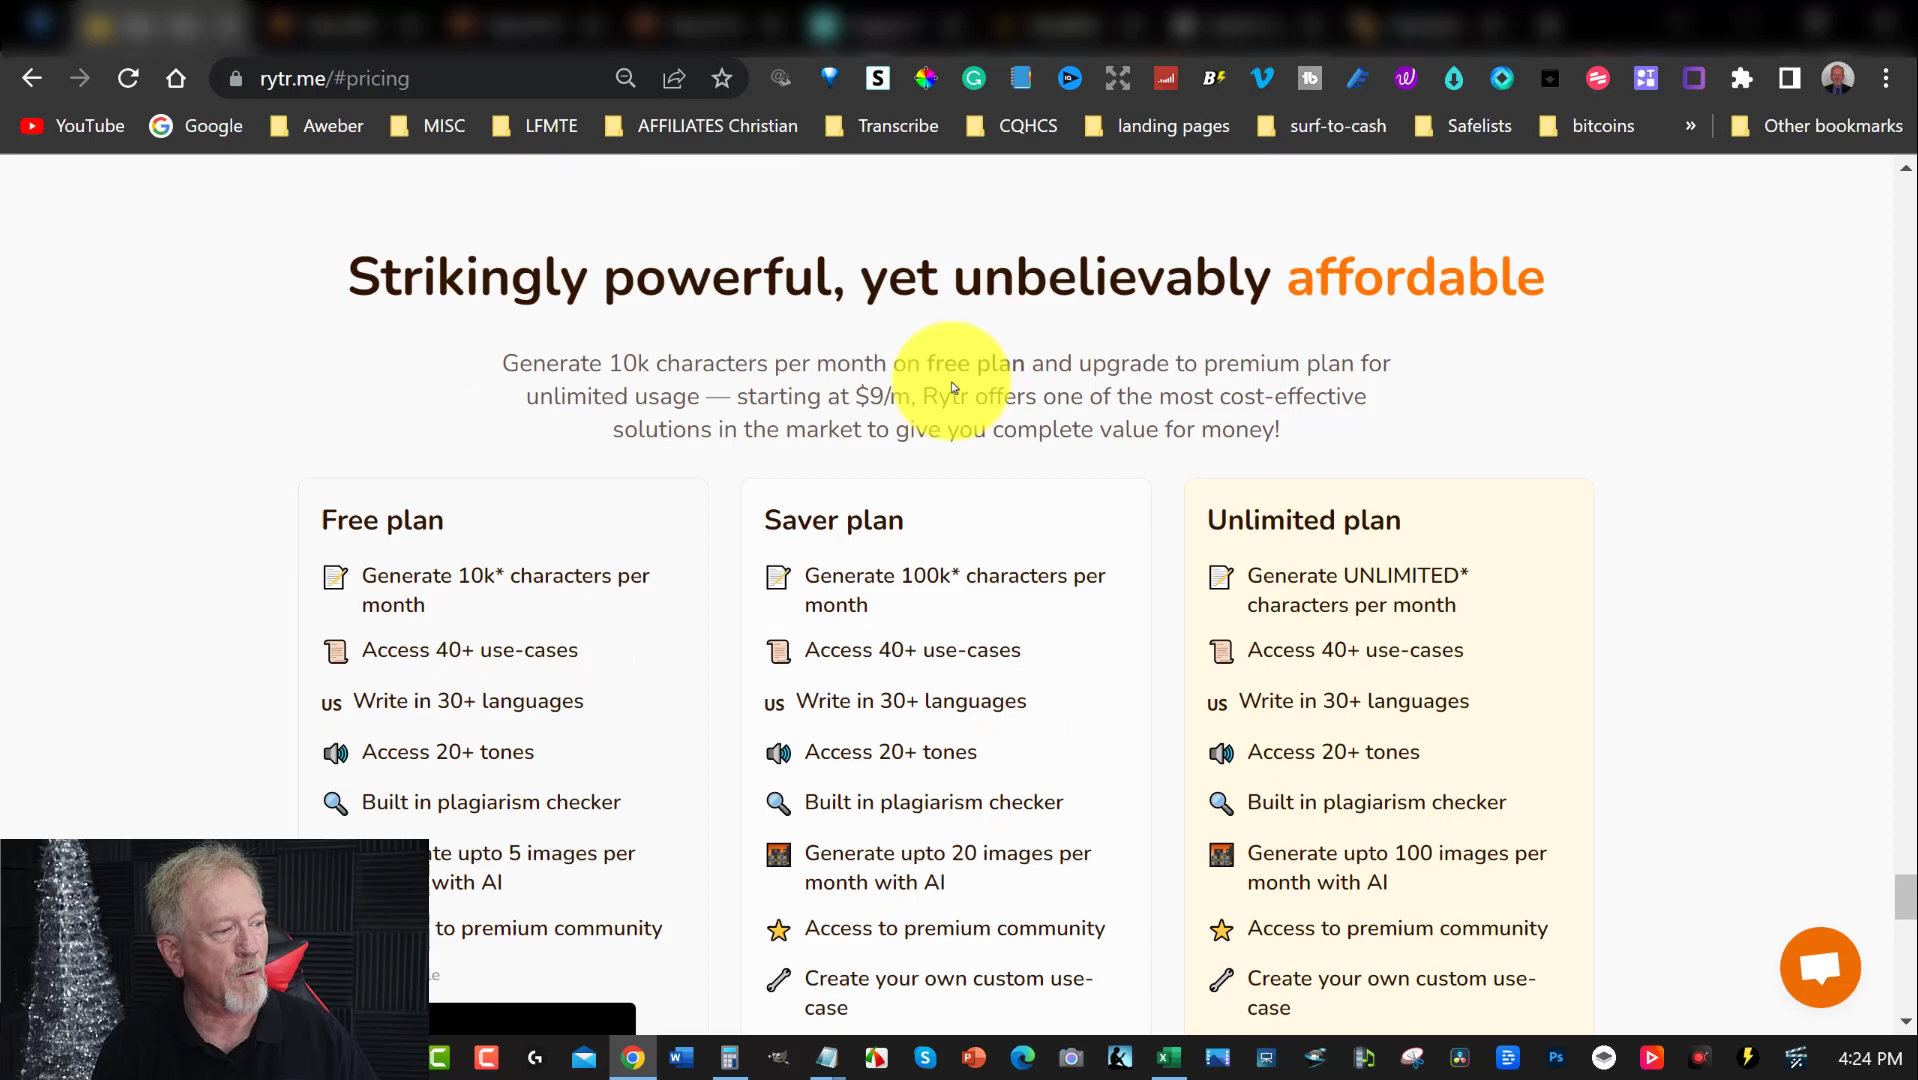 rytr.me/#pricing
YouTube Google Aweber MISC LFMTE AFFILIATES Christian Transcribe CQHCS landing pages surf-to-cash Safelists bitcoins » Other bookmarks
Strikingly powerful, yet unbelievably affordable
Generate 10k characters per month on free plan and upgrade to premium plan for
unlimited usage — starting at $9/m, Rytr offers one of the most cost-effective
solutions in the market to give you complete value for money!
Free plan
Generate 10k* characters per
month
Access 40+ use-cases
US Write in 30+ languages
Access 20+ tones
Built in plagiarism checker
te upto 5 images per
with AI
to premium community
le
Saver plan
Generate 100k* characters per
month
Access 40+ use-cases
US Write in 30+ languages
Access 20+ tones
Built in plagiarism checker
Generate upto 20 images per
month with AI
Access to premium community
Create your own custom use-
case
Unlimited plan
Generate UNLIMITED*
characters per month
Access 40+ use-cases
US Write in 30+ languages
Access 20+ tones
Built in plagiarism checker
Generate upto 100 images per
month with AI
Access to premium community
Create your own custom use-
case
4:24 PM